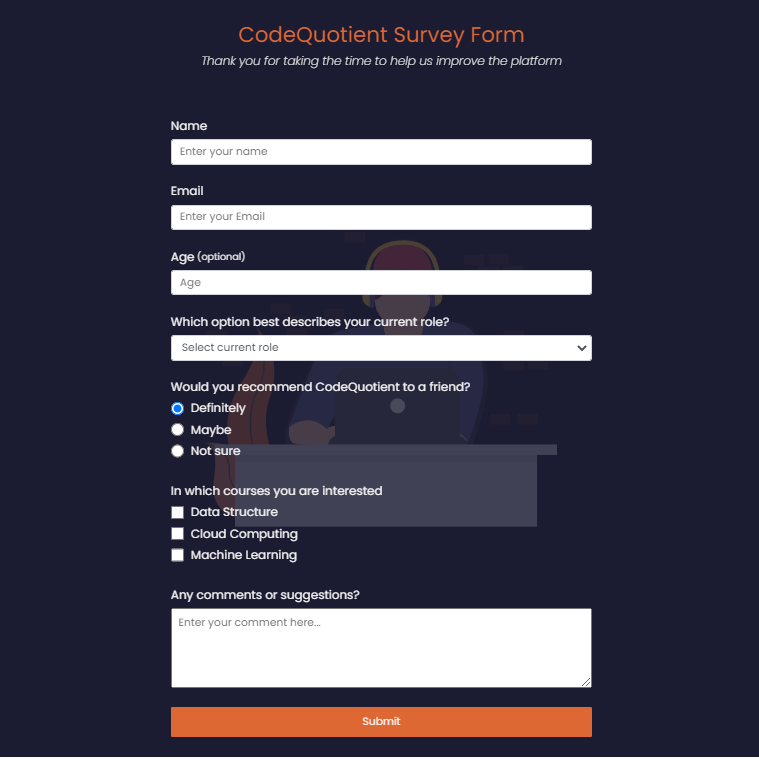 CodeQuotient Survey Form
Thank you for taking the time to help us improve the platform
Name
Enter your name
Email
Enter your Email
Age (optional)
Age
Which option best describes your current role?
Select current role
Would you recommend CodeQuotient to a friend?
Definitely
Maybe
Not sure
In which courses you are interested
Data Structure
Cloud Computing
Machine Learning
Any comments or suggestions?
Enter your comment here...
Submit